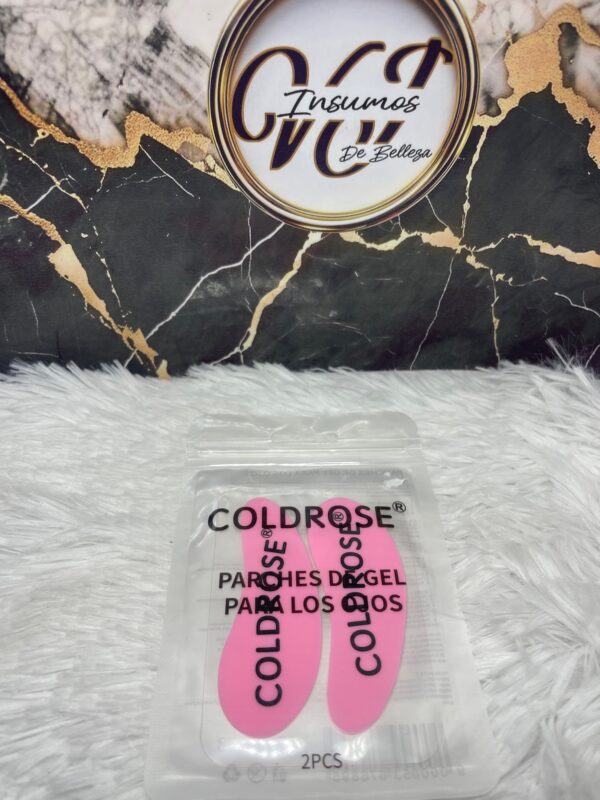 Insumos
De Belleza
COLDROSE®
PARCHES DE GEL
PARA LOS OJOS
COLDROSE®
COLDROSE®
2PCS